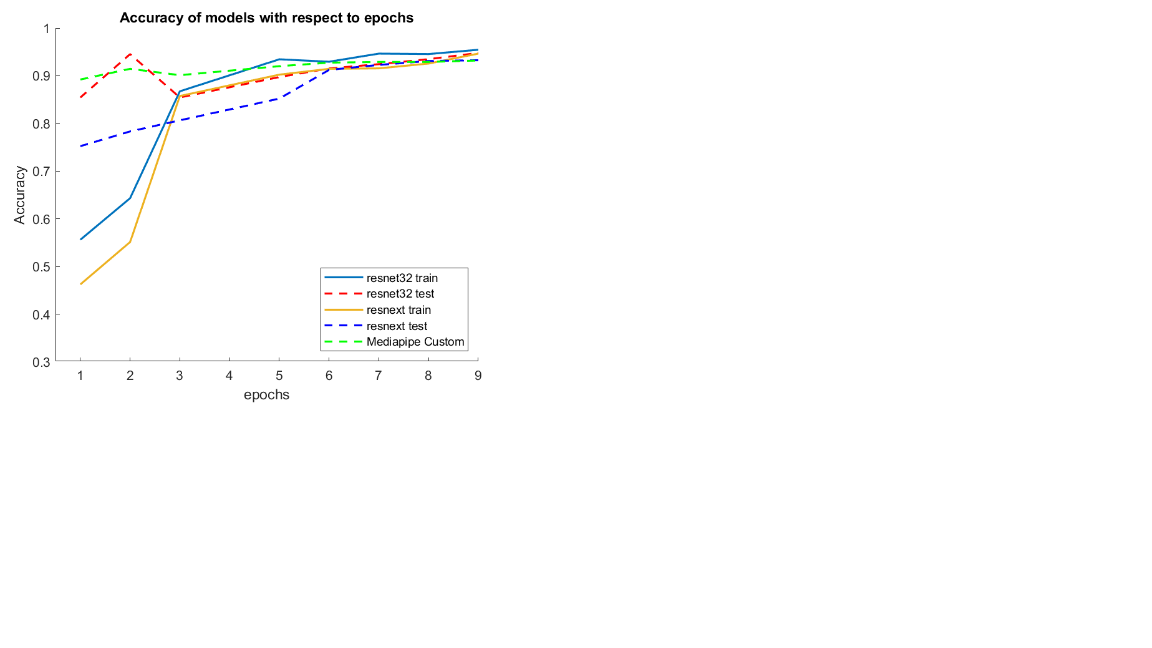 Accuracy of models with respect to epochs
1
0.9
0.8
0.7
0.6
0.5
0.4
0.3
Accuracy
resnet32 train
resnet32 test
resnext train
resnext test
Mediapipe Custom
1 2 3 4 5 6 7 8 9
epochs